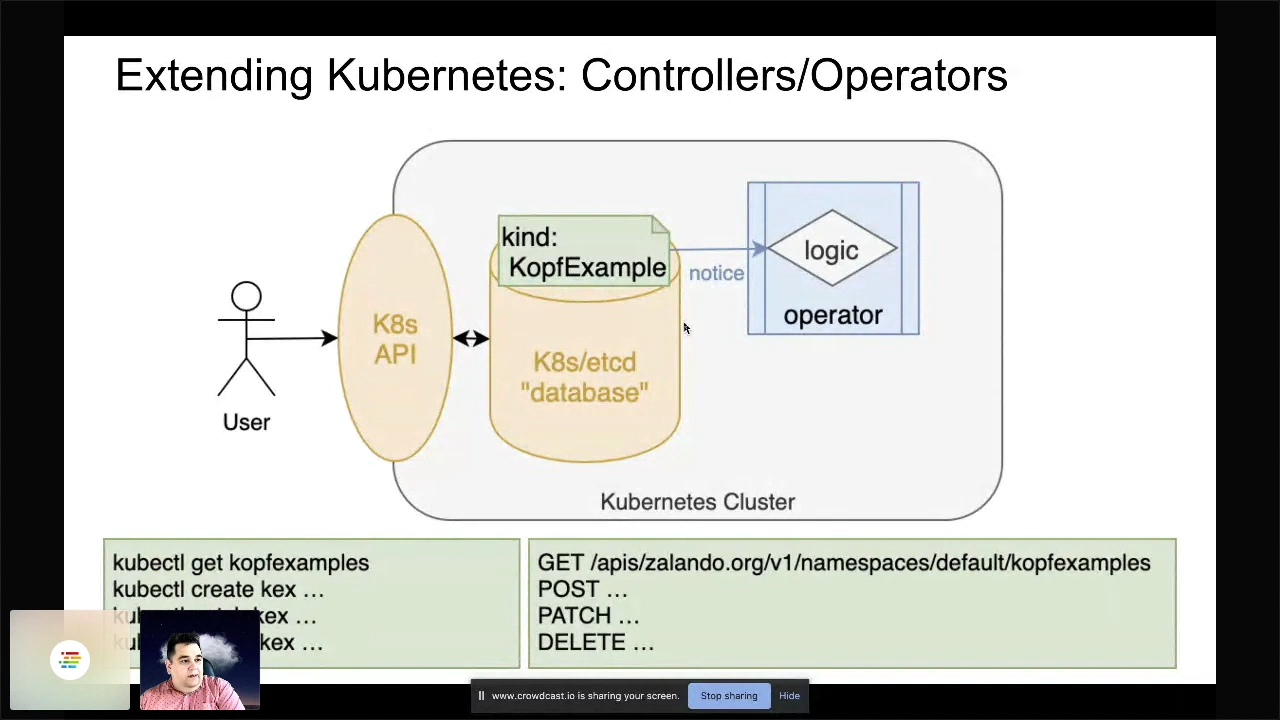 Extending Kubernetes: Controllers/Operators
kind:
KopfExample
notice
logic
operator
K8s
API
K8s/etcd
"database"
User
Kubernetes Cluster
kubectl get kopfexamples
kubectl create kex …
kex …
kex …
GET /apis/zalando.org/v1/namespaces/default/kopfexamples
POST …
PATCH …
DELETE …
www.crowdcast.io is sharing your screen.
Stop sharing
Hide